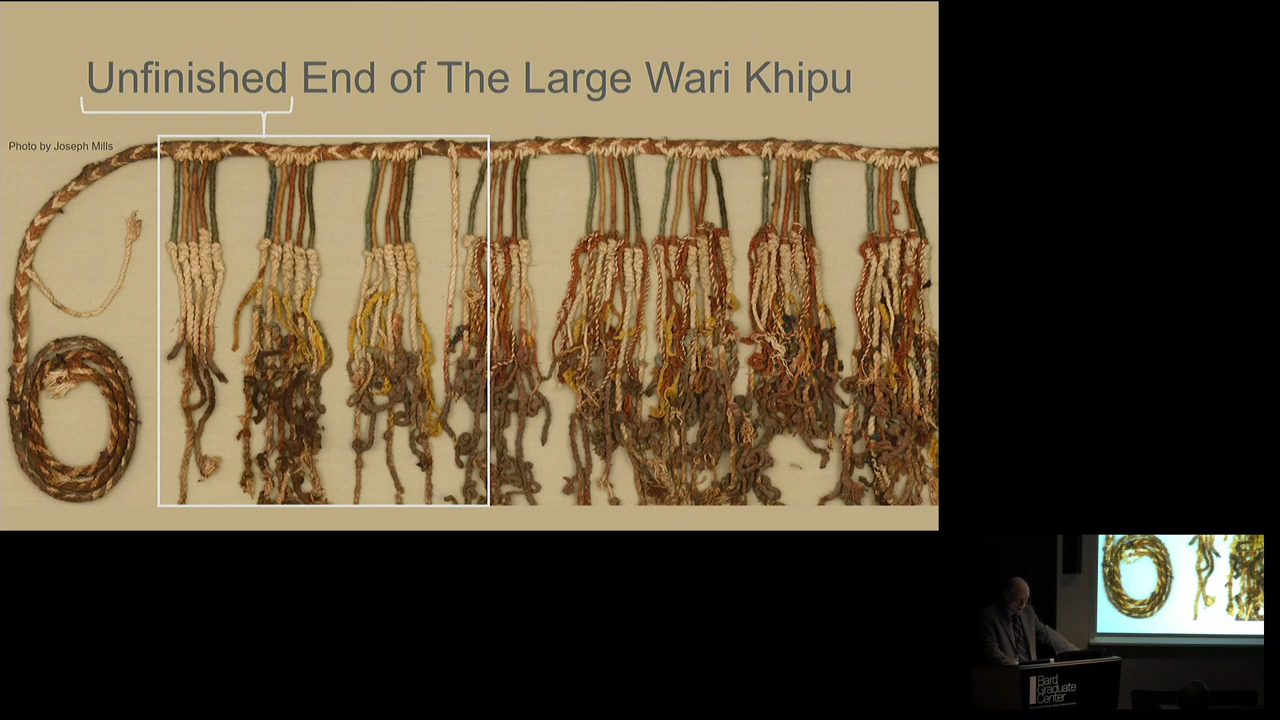 Unfinished End of The Large Wari Khipu
Photo by Joseph Mills
Bard
Graduate
Center